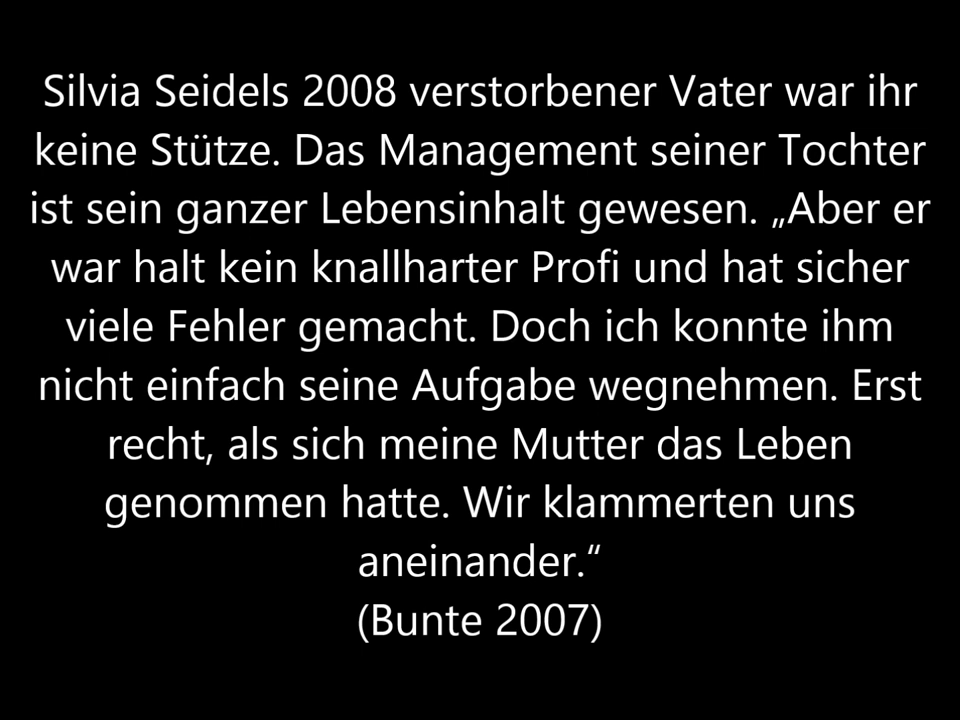 Silvia Seidels 2008 verstorbener Vater war ihr
keine Stütze. Das Management seiner Tochter
ist sein ganzer Lebensinhalt gewesen. „Aber er
war halt kein knallharter Profi und hat sicher
viele Fehler gemacht. Doch ich konnte ihm
nicht einfach seine Aufgabe wegnehmen. Erst
recht, als sich meine Mutter das Leben
genommen hatte. Wir klammerten uns
aneinander.“
(Bunte 2007)